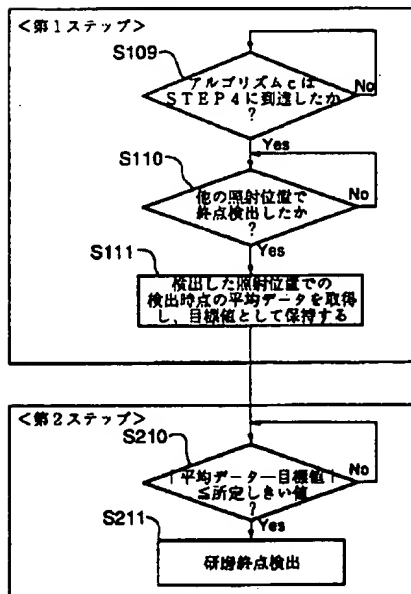 <第1ステップ>
S109
アルゴリズムcは
STEP4に到達したか
?
No
Yes
S110
他の照射位置で
終点検出したか
?
No
Yes
S111
検出した照射位置での
検出時点の平均データを取得
し、目標値として保持する
<第2ステップ>
S210
|平均データ―目標値|
≦所定しきい値
?
No
Yes
S211
研磨終点検出